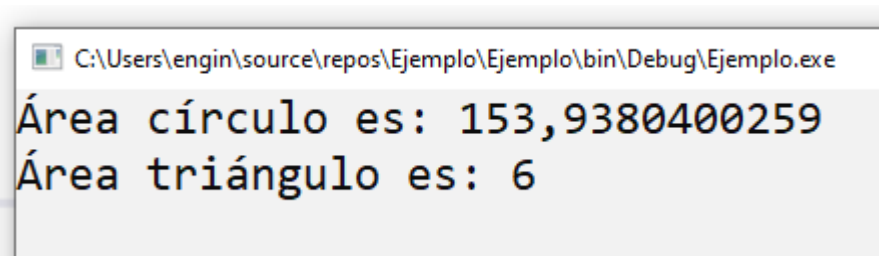 C:\Users\engin\source\repos\Ejemplo\Ejemplo\bin\Debug\Ejemplo.exe
Área círculo es: 153,9380400259
Área triángulo es: 6